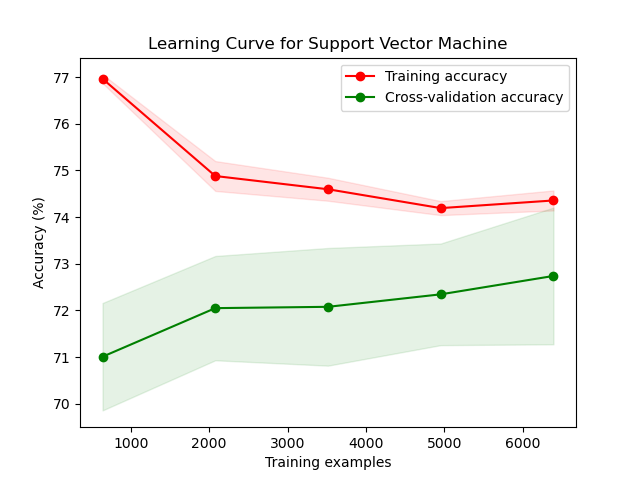 Learning Curve for Support Vector Machine
Training accuracy
Cross-validation accuracy
Accuracy (%)
77
76
75
74
73
72
71
70
1000 2000 3000 4000 5000 6000
Training examples